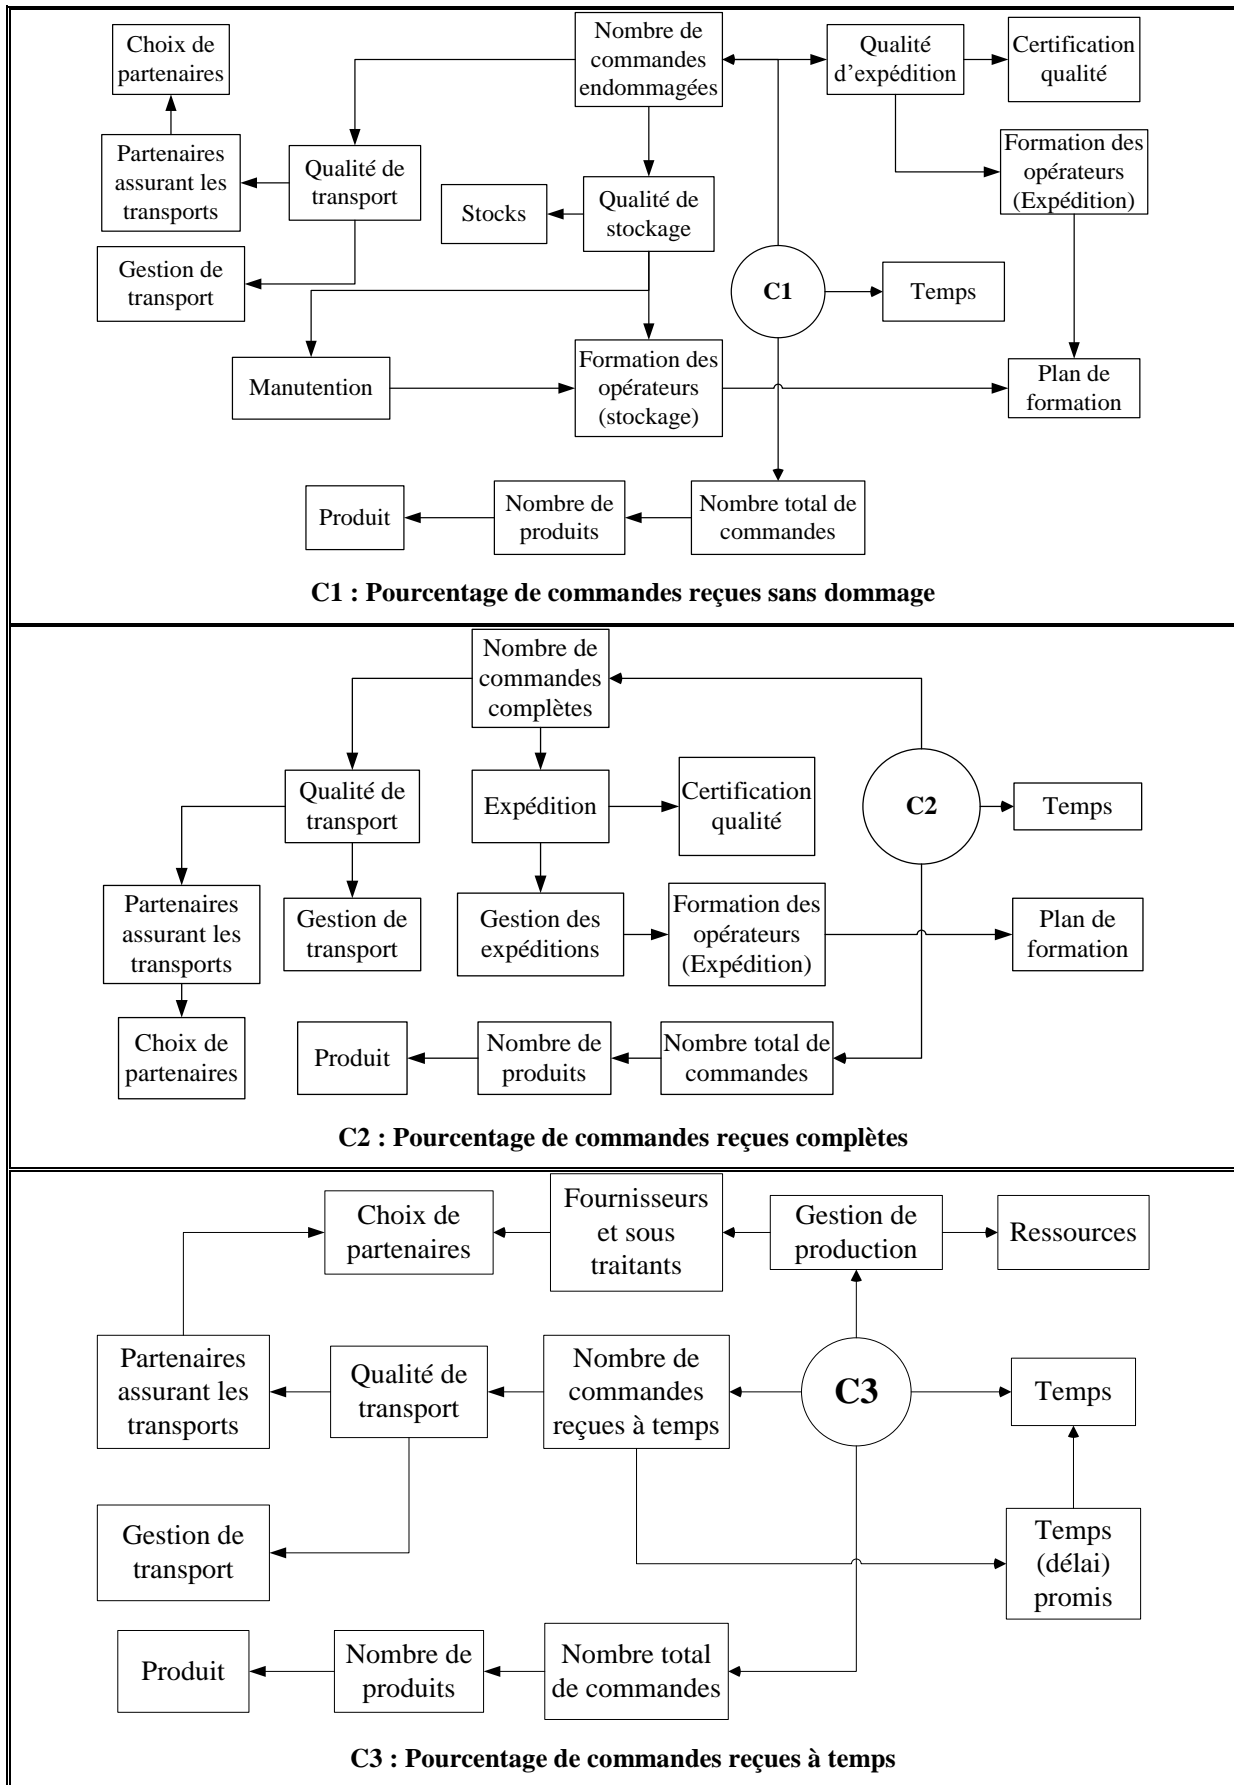 Choix de
partenaires
Nombre de
commandes
endommagées
Qualité
d’expédition
Certification
qualité
Partenaires
assurant les
transports
Qualité de
transport
Stocks
Qualité de
stockage
Formation des
opérateurs
(Expédition)
Gestion de
transport
C1
Temps
Manutention
Formation des
opérateurs
(stockage)
Plan de
formation
Produit
Nombre de
produits
Nombre total de
commandes
C1 : Pourcentage de commandes reçues sans dommage
Nombre de
commandes
complètes
Qualité de
transport
Expédition
Certification
qualité
C2
Temps
Partenaires
assurant les
transports
Gestion de
transport
Gestion des
expéditions
Formation des
opérateurs
(Expédition)
Plan de
formation
Choix de
partenaires
Produit
Nombre de
produits
Nombre total de
commandes
C2 : Pourcentage de commandes reçues complètes
Choix de
partenaires
Fournisseurs
et sous
traitants
Gestion de
production
Ressources
Partenaires
assurant les
transports
Qualité de
transport
Nombre de
commandes
reçues à temps
C3
Temps
Gestion de
transport
Temps
(délai)
promis
Produit
Nombre de
produits
Nombre total
de commandes
C3 : Pourcentage de commandes reçues à temps